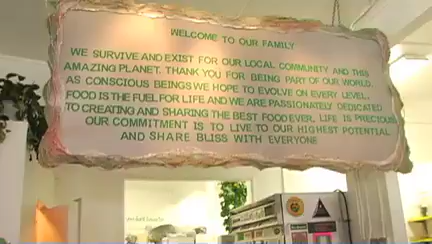 WELCOME TO OUR FAMILY
WE SURVIVE AND EXIST FOR OUR LOCAL COMMUNITY AND THIS
AMAZING PLANET. THANK YOU FOR BEING PART OF OUR WORLD.
AS CONSCIOUS BEINGS WE HOPE TO EVOLVE ON EVERY LEVEL.
FOOD IS THE FUEL FOR LIFE AND WE ARE PASSIONATELY DEDICATED
TO CREATING AND SHARING THE BEST FOOD EVER. LIFE IS PRECIOUS
OUR COMMITMENT IS TO LIVE TO OUR HIGHEST POTENTIAL
AND SHARE BLISS WITH EVERYONE